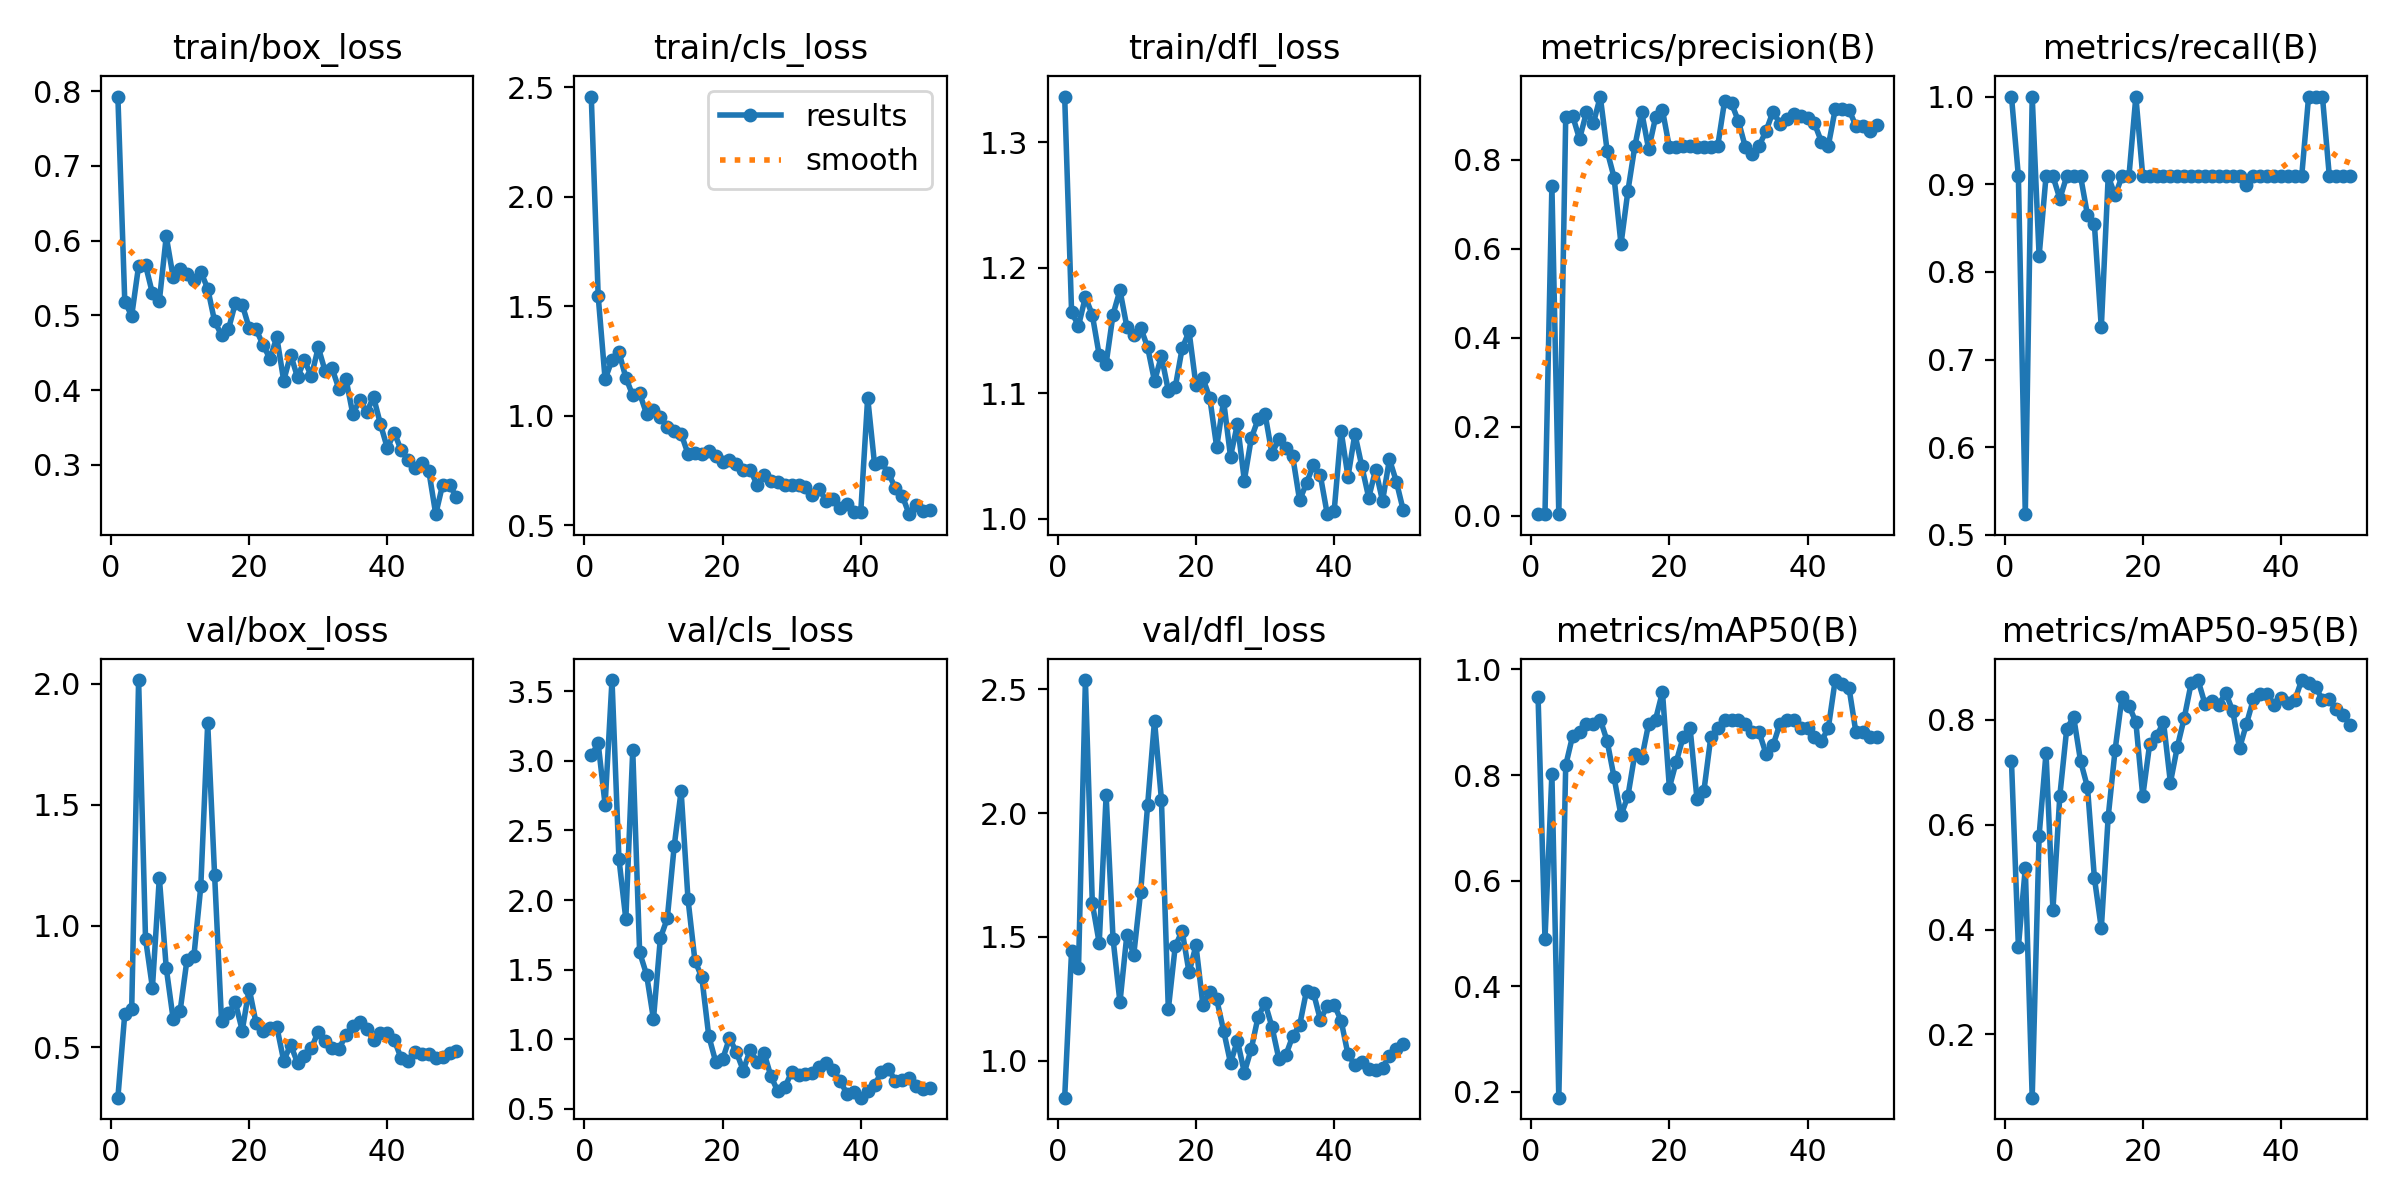 train/box_loss
train/cls_loss
train/dfl_loss
metrics/precision(B)
metrics/recall(B)
0.8
0.7
0.6
0.5
0.4
0.3
0 20 40
2.5
2.0
1.5
1.0
0.5
0 20 40
results
smooth
1.3
1.2
1.1
1.0
0 20 40
0.8
0.6
0.4
0.2
0.0
0 20 40
1.0
0.9
0.8
0.7
0.6
0.5
0 20 40
val/box_loss
val/cls_loss
val/dfl_loss
metrics/mAP50(B)
metrics/mAP50-95(B)
2.0
1.5
1.0
0.5
0 20 40
3.5
3.0
2.5
2.0
1.5
1.0
0.5
0 20 40
2.5
2.0
1.5
1.0
0 20 40
1.0
0.8
0.6
0.4
0.2
0 20 40
0.8
0.6
0.4
0.2
0 20 40